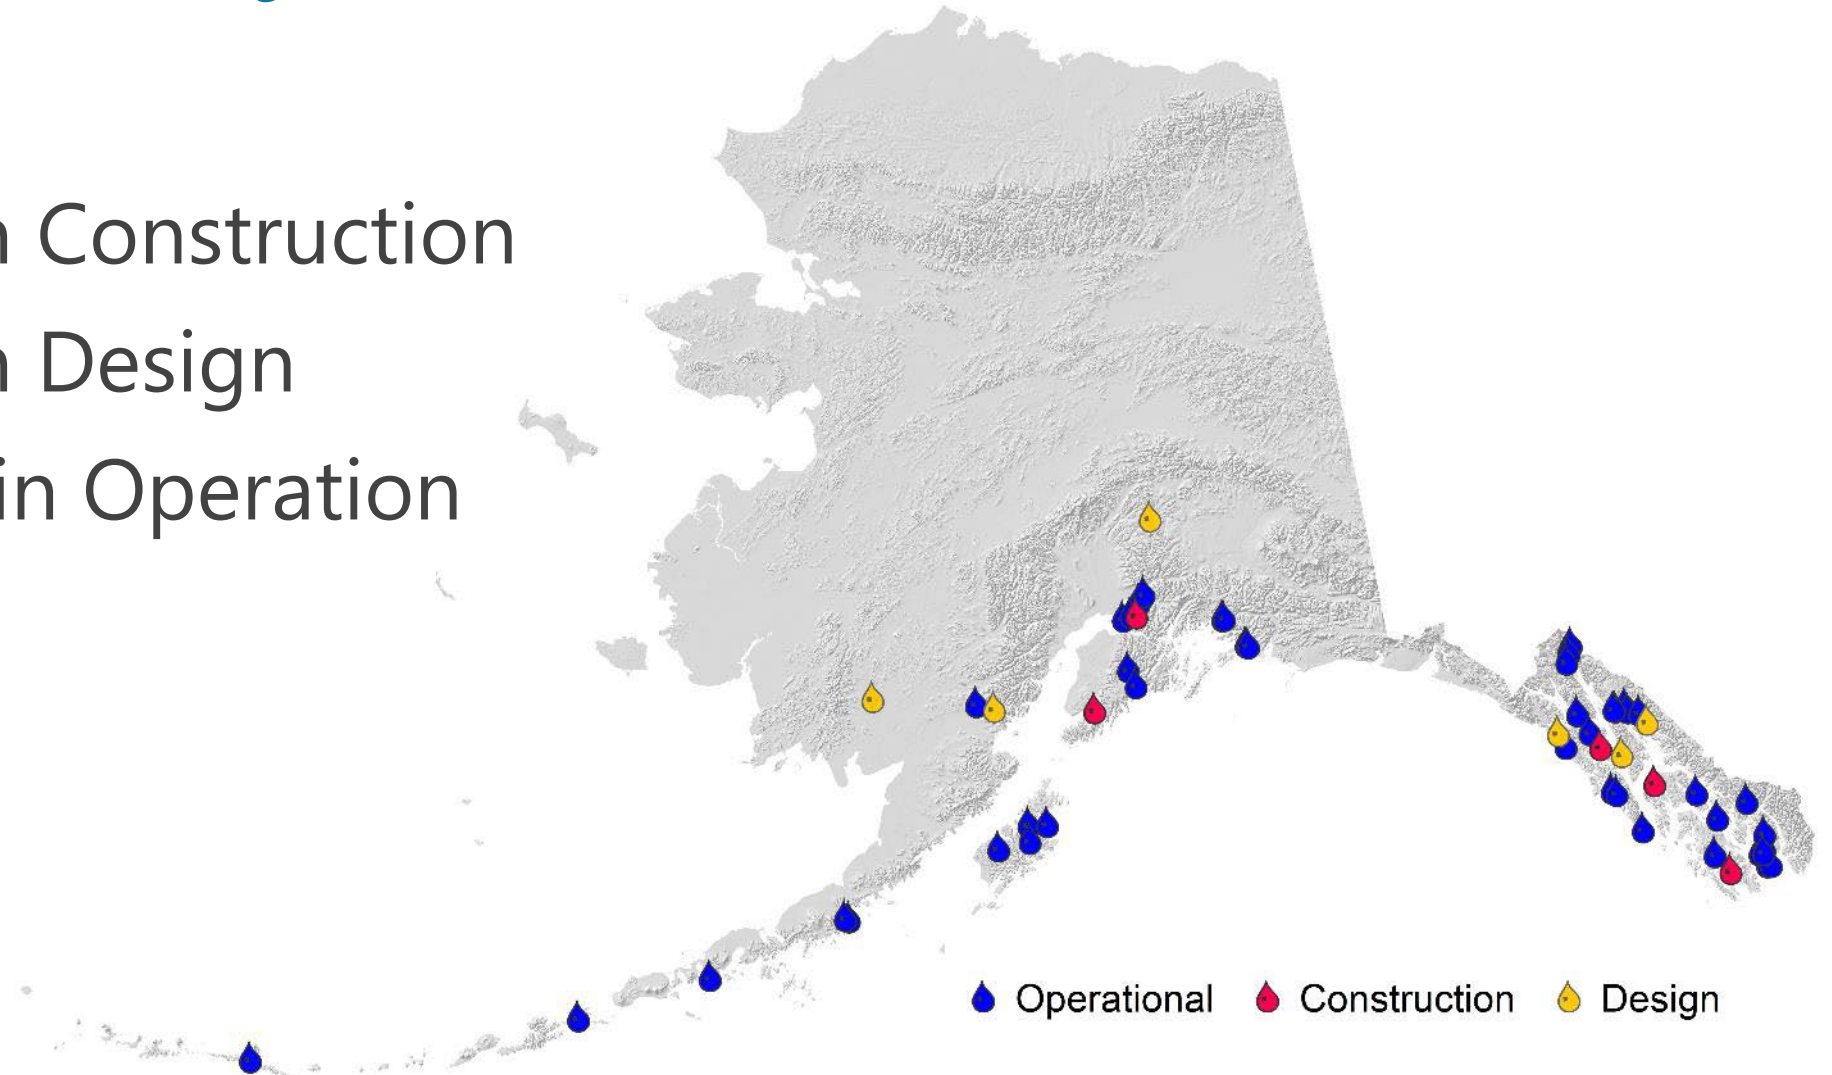 Construction
Design
in Operation
Operational Construction Design